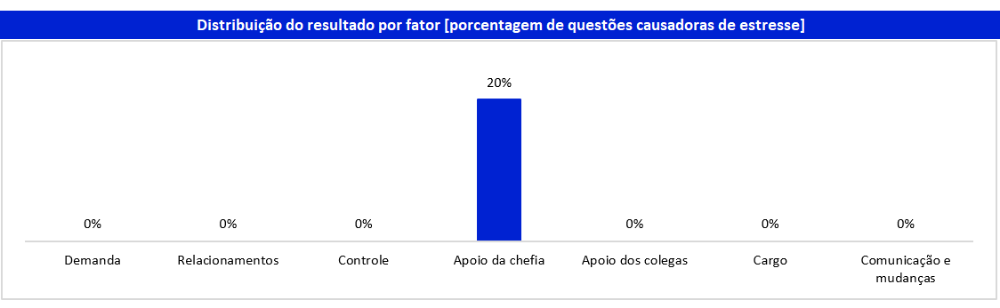 Distribuição do resultado por fator [porcentagem de questões causadoras de estresse]
20%
0%
0%
0%
0%
0%
0%
Demanda
Relacionamentos
Controle
Apoio da chefia
Apoio dos colegas
Cargo
Comunicação e
mudanças